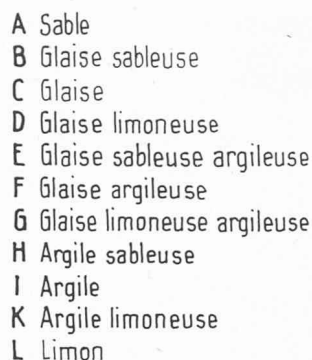 A Sable
B Glaise sableuse
C Glaise
D Glaise limoneuse
E Glaise sableuse argileuse
F Glaise argileuse
G Glaise limoneuse argileuse
H Argile sableuse
I Argile
K Argile limoneuse
L Limon